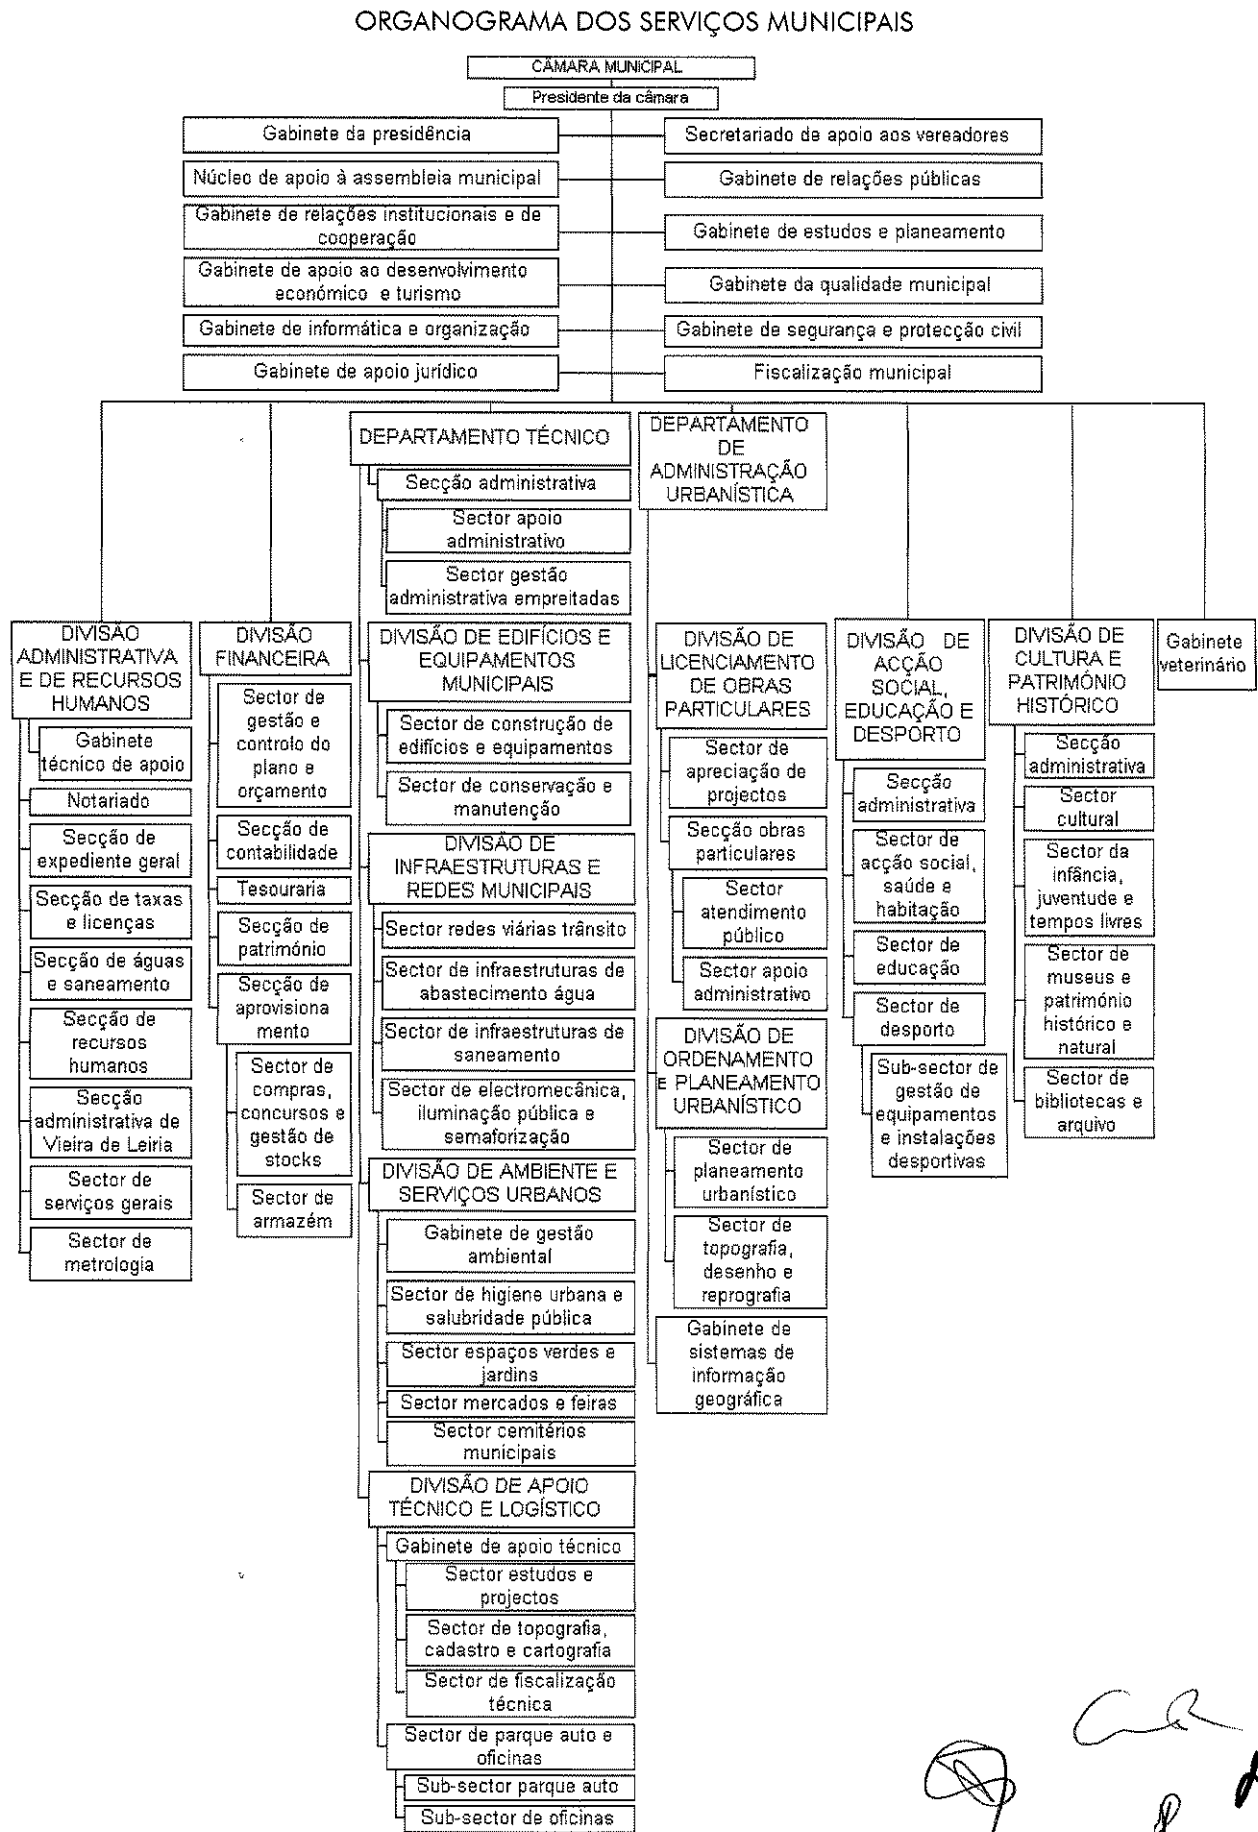 ORGANOGRAMA DOS SERVIÇOS MUNICIPAIS
CÂMARA MUNICIPAL
Presidente da câmara
Gabinete da presidência
Secretariado de apoio aos vereadores
Núcleo de apoio à assembleia municipal
Gabinete de relações públicas
Gabinete de relações institucionais e de
cooperação
Gabinete de estudos e planeamento
Gabinete de apoio ao desenvolvimento
económico e turismo
Gabinete da qualidade municipal
Gabinete de informática e organização
Gabinete de segurança e protecção civil
Gabinete de apoio jurídico
Fiscalização municipal
DIVISÃO
ADMINISTRATIVA
E DE RECURSOS
HUMANOS
Gabinete
técnico de apoio
Notariado
Secção de
expediente geral
Secção de taxas
e licenças
Secção de águas
e saneamento
Secção de
recursos
humanos
Secção
administrativa de
Vieira de Leiria
Sector de
serviços gerais
Sector de
metrologia
DIVISÃO
FINANCEIRA
Sector de
gestão e
controlo do
plano e
orçamento
Secção de
contabilidade
Tesouraria
Secção de
património
Secção de
aprovisiona
mento
Sector de
compras,
concursos e
gestão de
stocks
Sector de
armazém
DEPARTAMENTO TÉCNICO
Secção administrativa
Sector apoio
administrativo
Sector gestão
administrativa empreitadas
DIVISÃO DE EDIFÍCIOS E
EQUIPAMENTOS
MUNICIPAIS
Sector de construção de
edifícios e equipamentos
Sector de conservação e
manutenção
DIVISÃO DE
INFRAESTRUTURAS E
REDES MUNICIPAIS
Sector redes viárias trânsito
Sector de infraestruturas de
abastecimento água
Sector de infraestruturas de
saneamento
Sector de electromecânica,
iluminação pública e
semaforização
DIVISÃO DE AMBIENTE E
SERVIÇOS URBANOS
Gabinete de gestão
ambiental
Sector de higiene urbana e
salubridade pública
Sector espaços verdes e
jardins
Sector mercados e feiras
Sector cemitérios
municipais
DIVISÃO DE APOIO
TÉCNICO E LOGÍSTICO
Gabinete de apoio técnico
Sector estudos e
projectos
Sector de topografia,
cadastro e cartografia
Sector de fiscalização
técnica
Sector de parque auto e
oficinas
Sub-sector parque auto
Sub-sector de oficinas
DEPARTAMENTO
DE
ADMINISTRAÇÃO
URBANÍSTICA
DIVISÃO DE
LICENCIAMENTO
DE OBRAS
PARTICULARES
Sector de
apreciação de
projectos
Secção obras
particulares
Sector
atendimento
público
Sector apoio
administrativo
DIVISÃO DE
ORDENAMENTO
E PLANEAMENTO
URBANÍSTICO
Sector de
planeamento
urbanístico
Sector de
topografia,
desenho e
reprografia
Gabinete de
sistemas de
informação
geográfica
DIVISÃO DE
ACÇÃO
SOCIAL,
EDUCAÇÃO E
DESPORTO
Secção
administrativa
Sector de
acção social,
saúde e
habitação
Sector de
educação
Sector de
desporto
Sub-sector de
gestão de
equipamentos
e instalações
desportivas
DIVISÃO DE
CULTURA E
PATRIMÓNIO
HISTÓRICO
Secção
administrativa
Sector
cultural
Sector da
infância,
juventude e
tempos livres
Sector de
museus e
património
histórico e
natural
Sector de
bibliotecas e
arquivo
Gabinete
veterinário